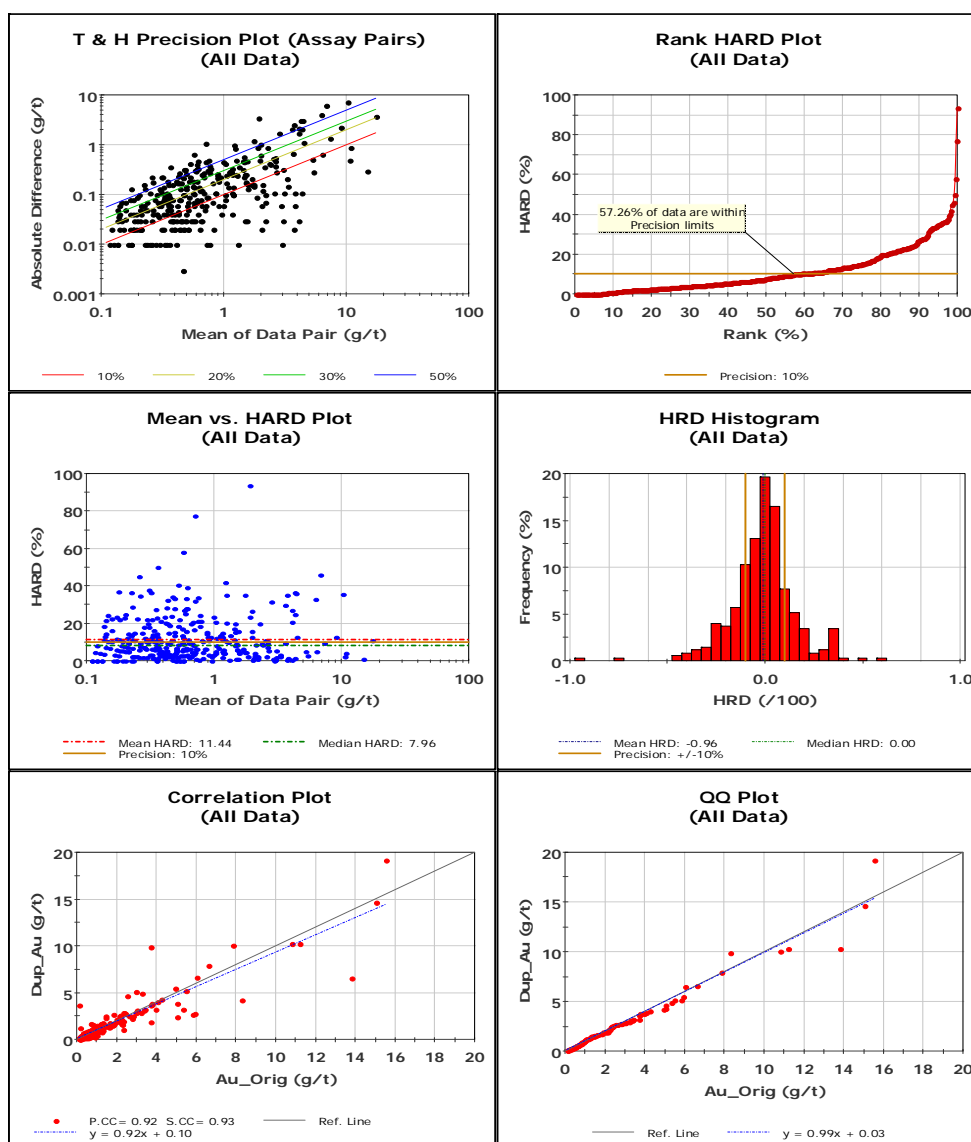 T & H Precision Plot (Assay Pairs)
(All Data)
Absolute Difference (g/t)
10
1
0.1
0.01
0.001
0.1
1
10
100
Mean of Data Pair (g/t)
10%
20%
30%
50%
Rank HARD Plot
(All Data)
HARD (%)
100
80
60
40
20
0
57.26% of data are within
Precision limits
0
10
20
30
40
50
60
70
80
90
100
Rank (%)
Precision: 10%
Mean vs. HARD Plot
(All Data)
HARD (%)
100
80
60
40
20
0
0.1
1
10
100
Mean of Data Pair (g/t)
Mean HARD: 11.44
Median HARD: 7.96
Precision: 10%
HRD Histogram
(All Data)
Frequency (%)
20
15
10
5
0
-1.0
0.0
1.0
HRD (/100)
Mean HRD: -0.96
Median HRD: 0.00
Precision: +/-10%
Correlation Plot
(All Data)
Dup_Au (g/t)
20
15
10
5
0
0
2
4
6
8
10
12
14
16
18
20
Au_Orig (g/t)
P.CC= 0.92 S.CC= 0.93
Ref. Line
y = 0.92x + 0.10
QQ Plot
(All Data)
Dup_Au (g/t)
20
15
10
5
0
0
2
4
6
8
10
12
14
16
18
20
Au_Orig (g/t)
Ref. Line
y = 0.99x + 0.03